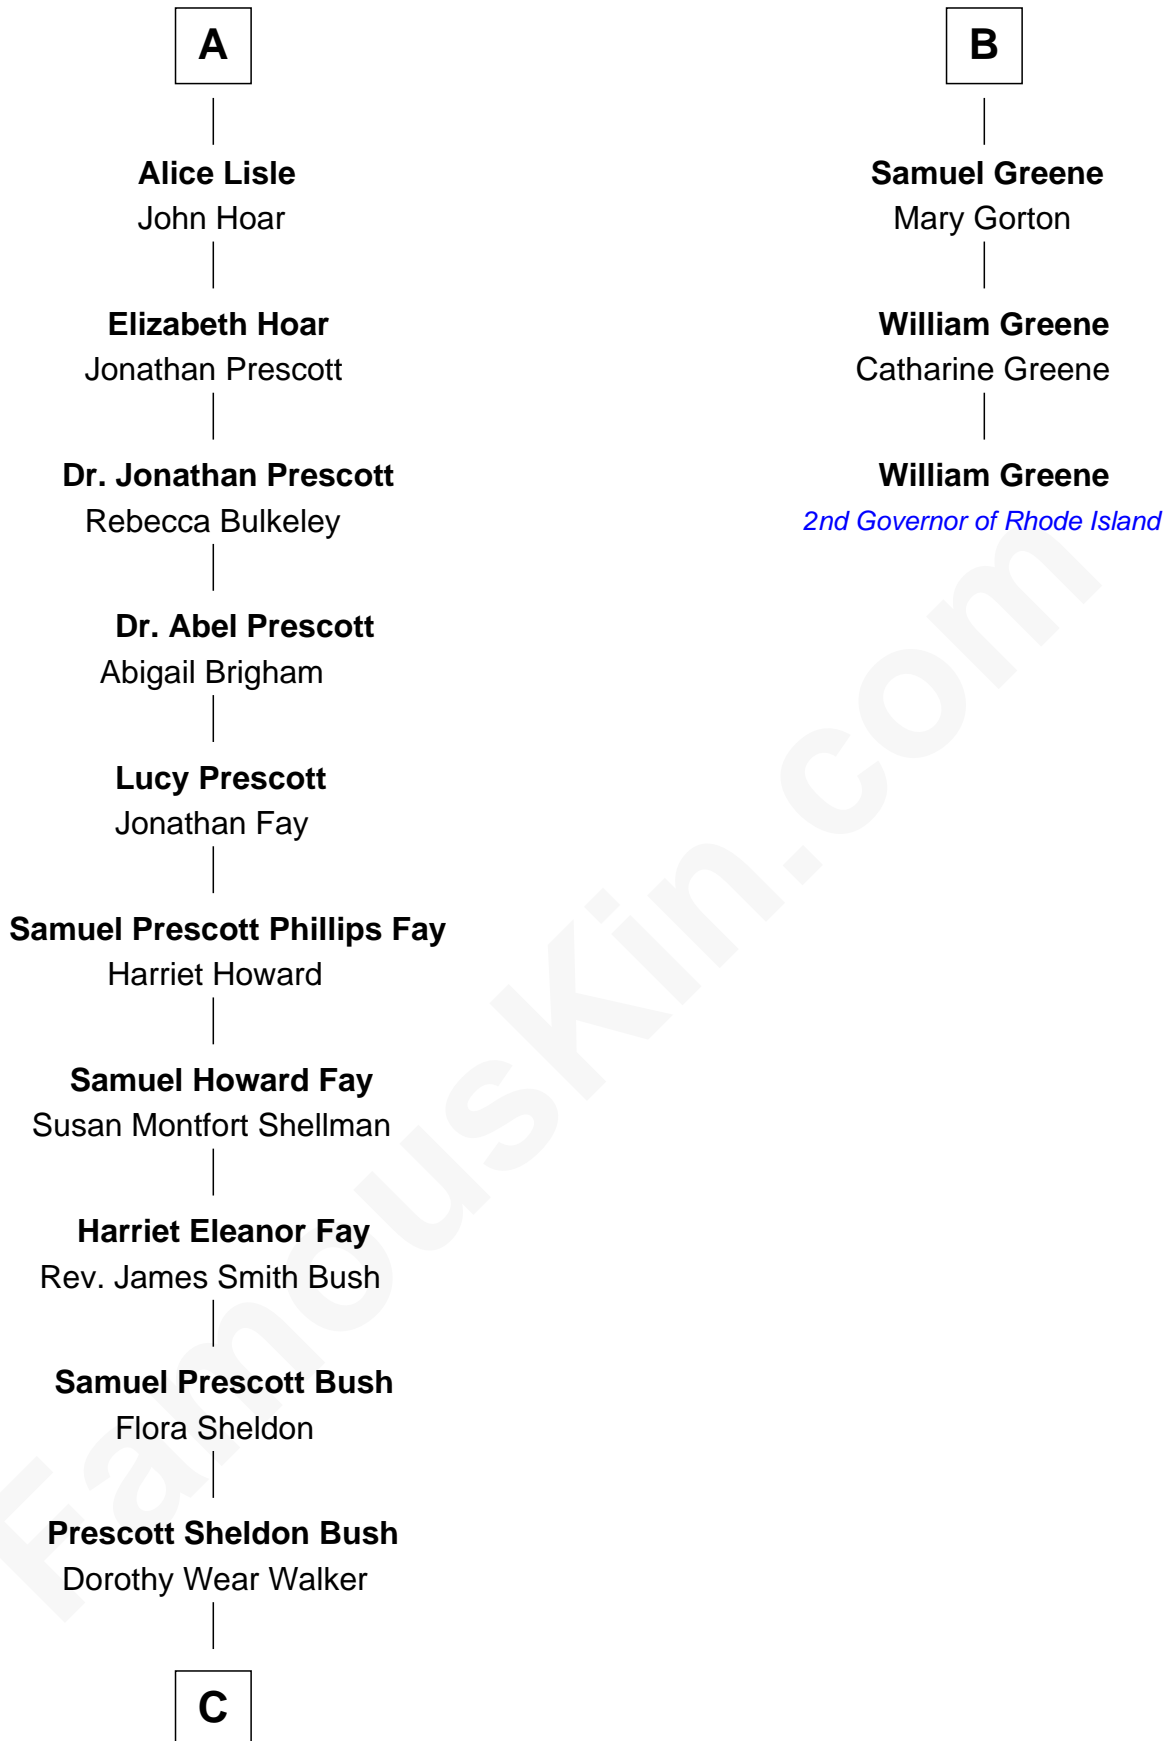 A
Alice Lisle
John Hoar
Elizabeth Hoar
Jonathan Prescott
Dr. Jonathan Prescott
Rebecca Bulkeley
Dr. Abel Prescott
Abigail Brigham
Lucy Prescott
Jonathan Fay
Samuel Prescott Phillips Fay
Harriet Howard
Samuel Howard Fay
Susan Montfort Shellman
Harriet Eleanor Fay
Rev. James Smith Bush
Samuel Prescott Bush
Flora Sheldon
Prescott Sheldon Bush
Dorothy Wear Walker
C
B
Samuel Greene
Mary Gorton
William Greene
Catharine Greene
William Greene
2nd Governor of Rhode Island
FamousKin.com